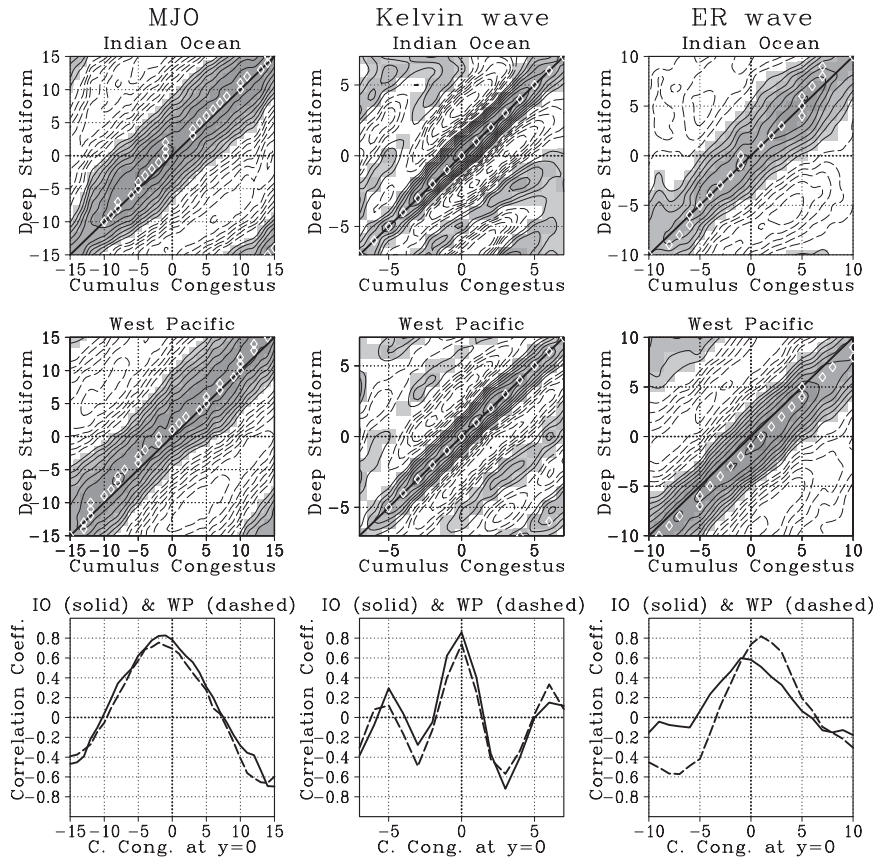 MJO Kelvin wave ER wave
Indian Ocean Indian Ocean Indian Ocean
Deep Stratiform Deep Stratiform Deep Stratiform
15 10 5 0 −5 −10 −15
5 0 −5
10 5 0 −5 −10
−15 −10 −5 0 5 10 15 −5 0 5 −10 −5 0 5 10
Cumulus Congestus Cumulus Congestus Cumulus Congestus
West Pacific West Pacific West Pacific
Deep Stratiform Deep Stratiform Deep Stratiform
15 10 5 0 −5 −10 −15
5 0 −5
10 5 0 −5 −10
−15 −10 −5 0 5 10 15 −5 0 5 −10 −5 0 5 10
Cumulus Congestus Cumulus Congestus Cumulus Congestus
IO (solid) & WP (dashed) IO (solid) & WP (dashed) IO (solid) & WP (dashed)
Correlation Coeff. Correlation Coeff. Correlation Coeff.
0.8 0.6 0.4 0.2 0 −0.2 −0.4 −0.6 −0.8
0.8 0.6 0.4 0.2 0 −0.2 −0.4 −0.6 −0.8
0.8 0.6 0.4 0.2 0 −0.2 −0.4 −0.6 −0.8
−15 −10 −5 0 5 10 15 −5 0 5 −10 −5 0 5 10
C. Cong. at y=0 C. Cong. at y=0 C. Cong. at y=0